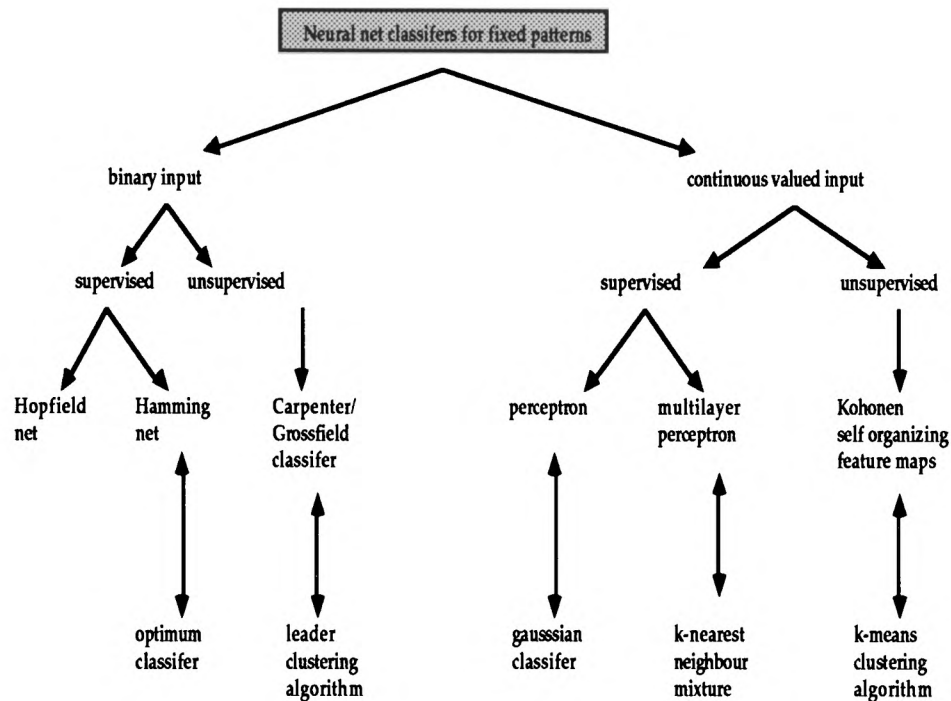 Neural net classifers for fixed patterns
binary input
continuous valued input
supervised
unsupervised
supervised
unsupervised
Hopfield
net
Hamming
net
Carpenter/
Grossfield
classifer
perceptron
multilayer
perceptron
Kohonen
self organizing
feature maps
optimum
classifer
leader
clustering
algorithm
gausssian
classifer
k-nearest
neighbour
mixture
k-means
clustering
algorithm